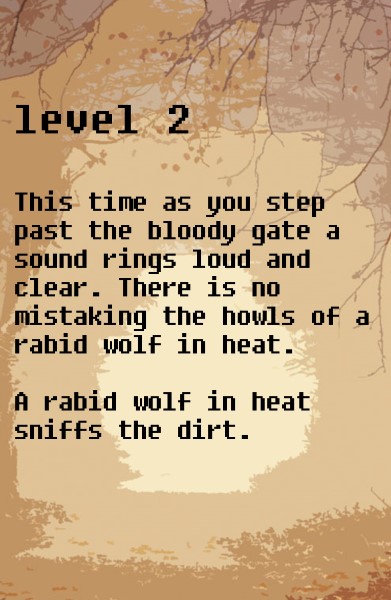 level 2
This time as you step
past the bloody gate a
sound rings loud and
clear. There is no
mistaking the howls of a
rabid wolf in heat.
A rabid wolf in heat
sniffs the dirt.